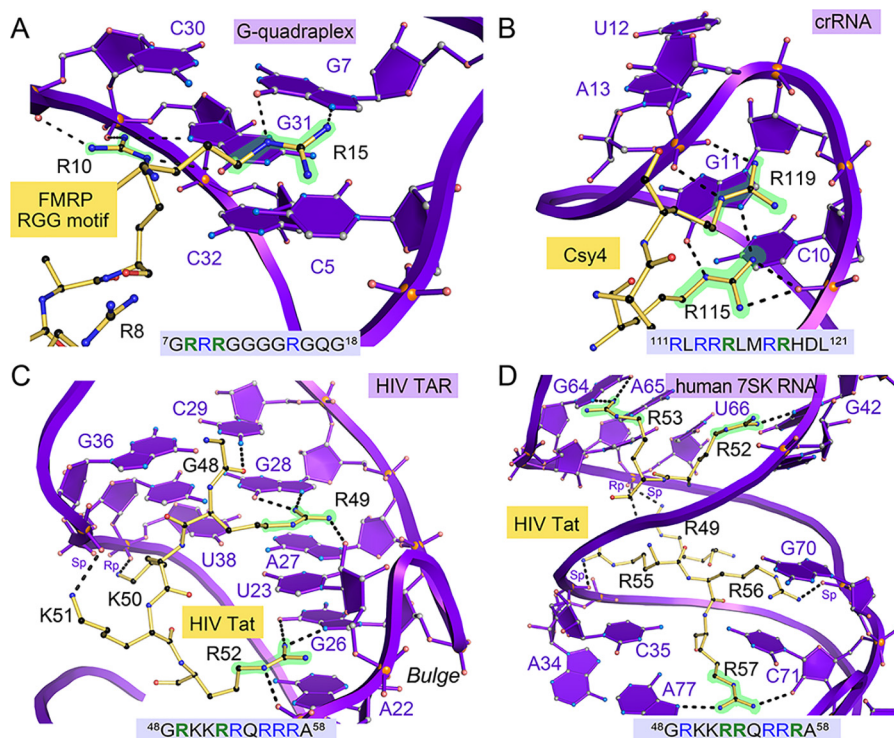 A
C30
G-quadraplex
G7
G31
R10
R15
FMRP
RGG motif
C32
C5
R8
⁷GRRRGGGGRGQG¹⁸
B
U12
crRNA
A13
G11
R119
Csy4
C10
R115
¹¹¹RLRRRLMRRHDL¹²¹
C
HIV TAR
C29
G36
G48
G28
R49
Sp
Rp
U38
A27
K51
K50
U23
HIV Tat
G26
R52
Bulge
A22
⁴⁸GRKKRRQRRRA⁵⁸
D
G64
A65
human 7SK RNA
R53
U66
G42
R52
Rp
Sp
HIV Tat
R49
G70
Sp
R55
R56
Sp
C35
A34
R57
C71
A77
⁴⁸GRKKRRQRRRA⁵⁸